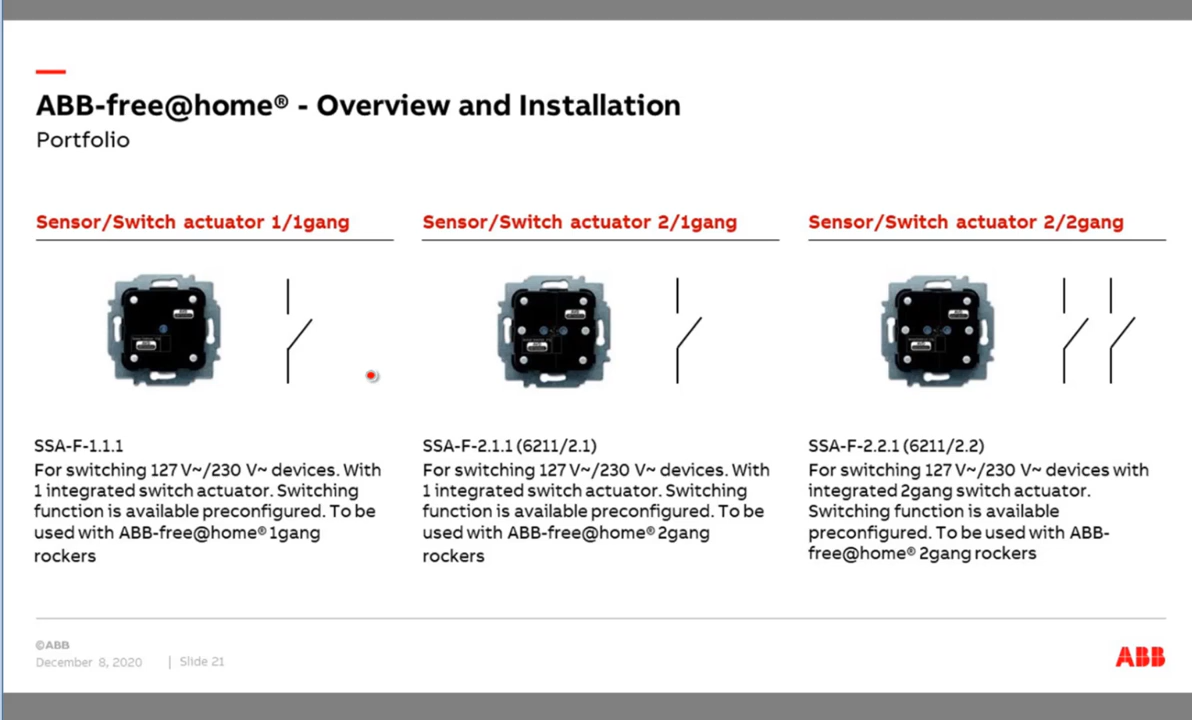 ABB-free@home® - Overview and Installation
Portfolio
Sensor/Switch actuator 1/1gang
Sensor/Switch actuator 2/1gang
Sensor/Switch actuator 2/2gang
SSA-F-1.1.1
For switching 127 V~/230 V~ devices. With
1 integrated switch actuator. Switching
function is available preconfigured. To be
used with ABB-free@home® 1gang
rockers
SSA-F-2.1.1 (6211/2.1)
For switching 127 V~/230 V~ devices. With
1 integrated switch actuator. Switching
function is available preconfigured. To be
used with ABB-free@home® 2gang
rockers
SSA-F-2.2.1 (6211/2.2)
For switching 127 V~/230 V~ devices with
integrated 2gang switch actuator.
Switching function is available
preconfigured. To be used with ABB-
free@home® 2gang rockers
©ABB
December 8, 2020 | Slide 21
ABB